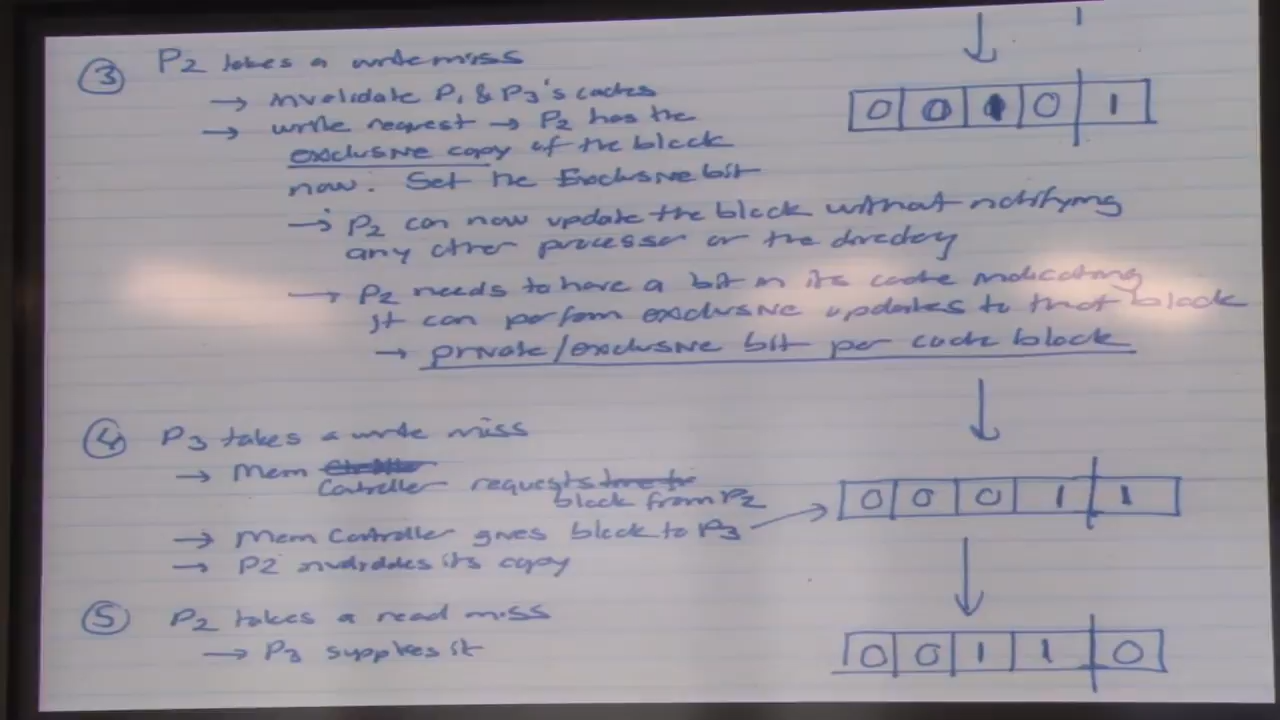 ③ P2 takes a write miss
→ invalidate P1 & P3's caches
→ write request → P2 has the
exclusive copy of the block
now. Set the Exclusive bit
→ P2 can now update the block without notifying
any other processor or the directory
→ P2 needs to have a bit in its cache indicating
it can perform exclusive updates to that block
→ private/exclusive bit per cache block
0 0 1 0 1
④ P3 takes a write miss
→ Mem Controller requests
block from P2
→ Mem Controller gives block to P3
→ P2 invalidates its copy
0 0 0 1 1
⑤ P2 takes a read miss
→ P3 supplies it
0 0 1 1 0